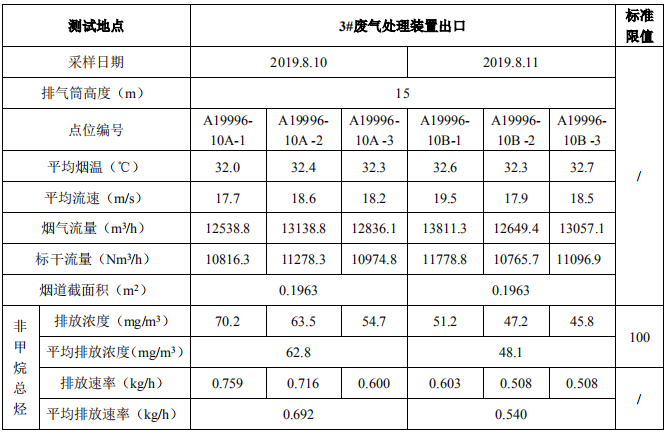 测试地点 3#废气处理装置出口 标准限值
采样日期 2019.8.10 2019.8.11 /
排气筒高度（m） 15
点位编号 A19996-10A-1 A19996-10A -2 A19996-10A -3 A19996-10B-1 A19996-10B -2 A19996-10B -3
平均烟温（℃） 32.0 32.4 32.3 32.6 32.3 32.7
平均流速（m/s） 17.7 18.6 18.2 19.5 17.9 18.5
烟气流量（m³/h） 12538.8 13138.8 12836.1 13811.3 12649.4 13057.1
标干流量（Nm³/h） 10816.3 11278.3 10974.8 11778.8 10765.7 11096.9
烟道截面积（m²） 0.1963 0.1963
非甲烷总烃 排放浓度（mg/m³） 70.2 63.5 54.7 51.2 47.2 45.8 100
平均排放浓度（mg/m³） 62.8 48.1
排放速率（kg/h） 0.759 0.716 0.600 0.603 0.508 0.508 /
平均排放速率（kg/h） 0.692 0.540